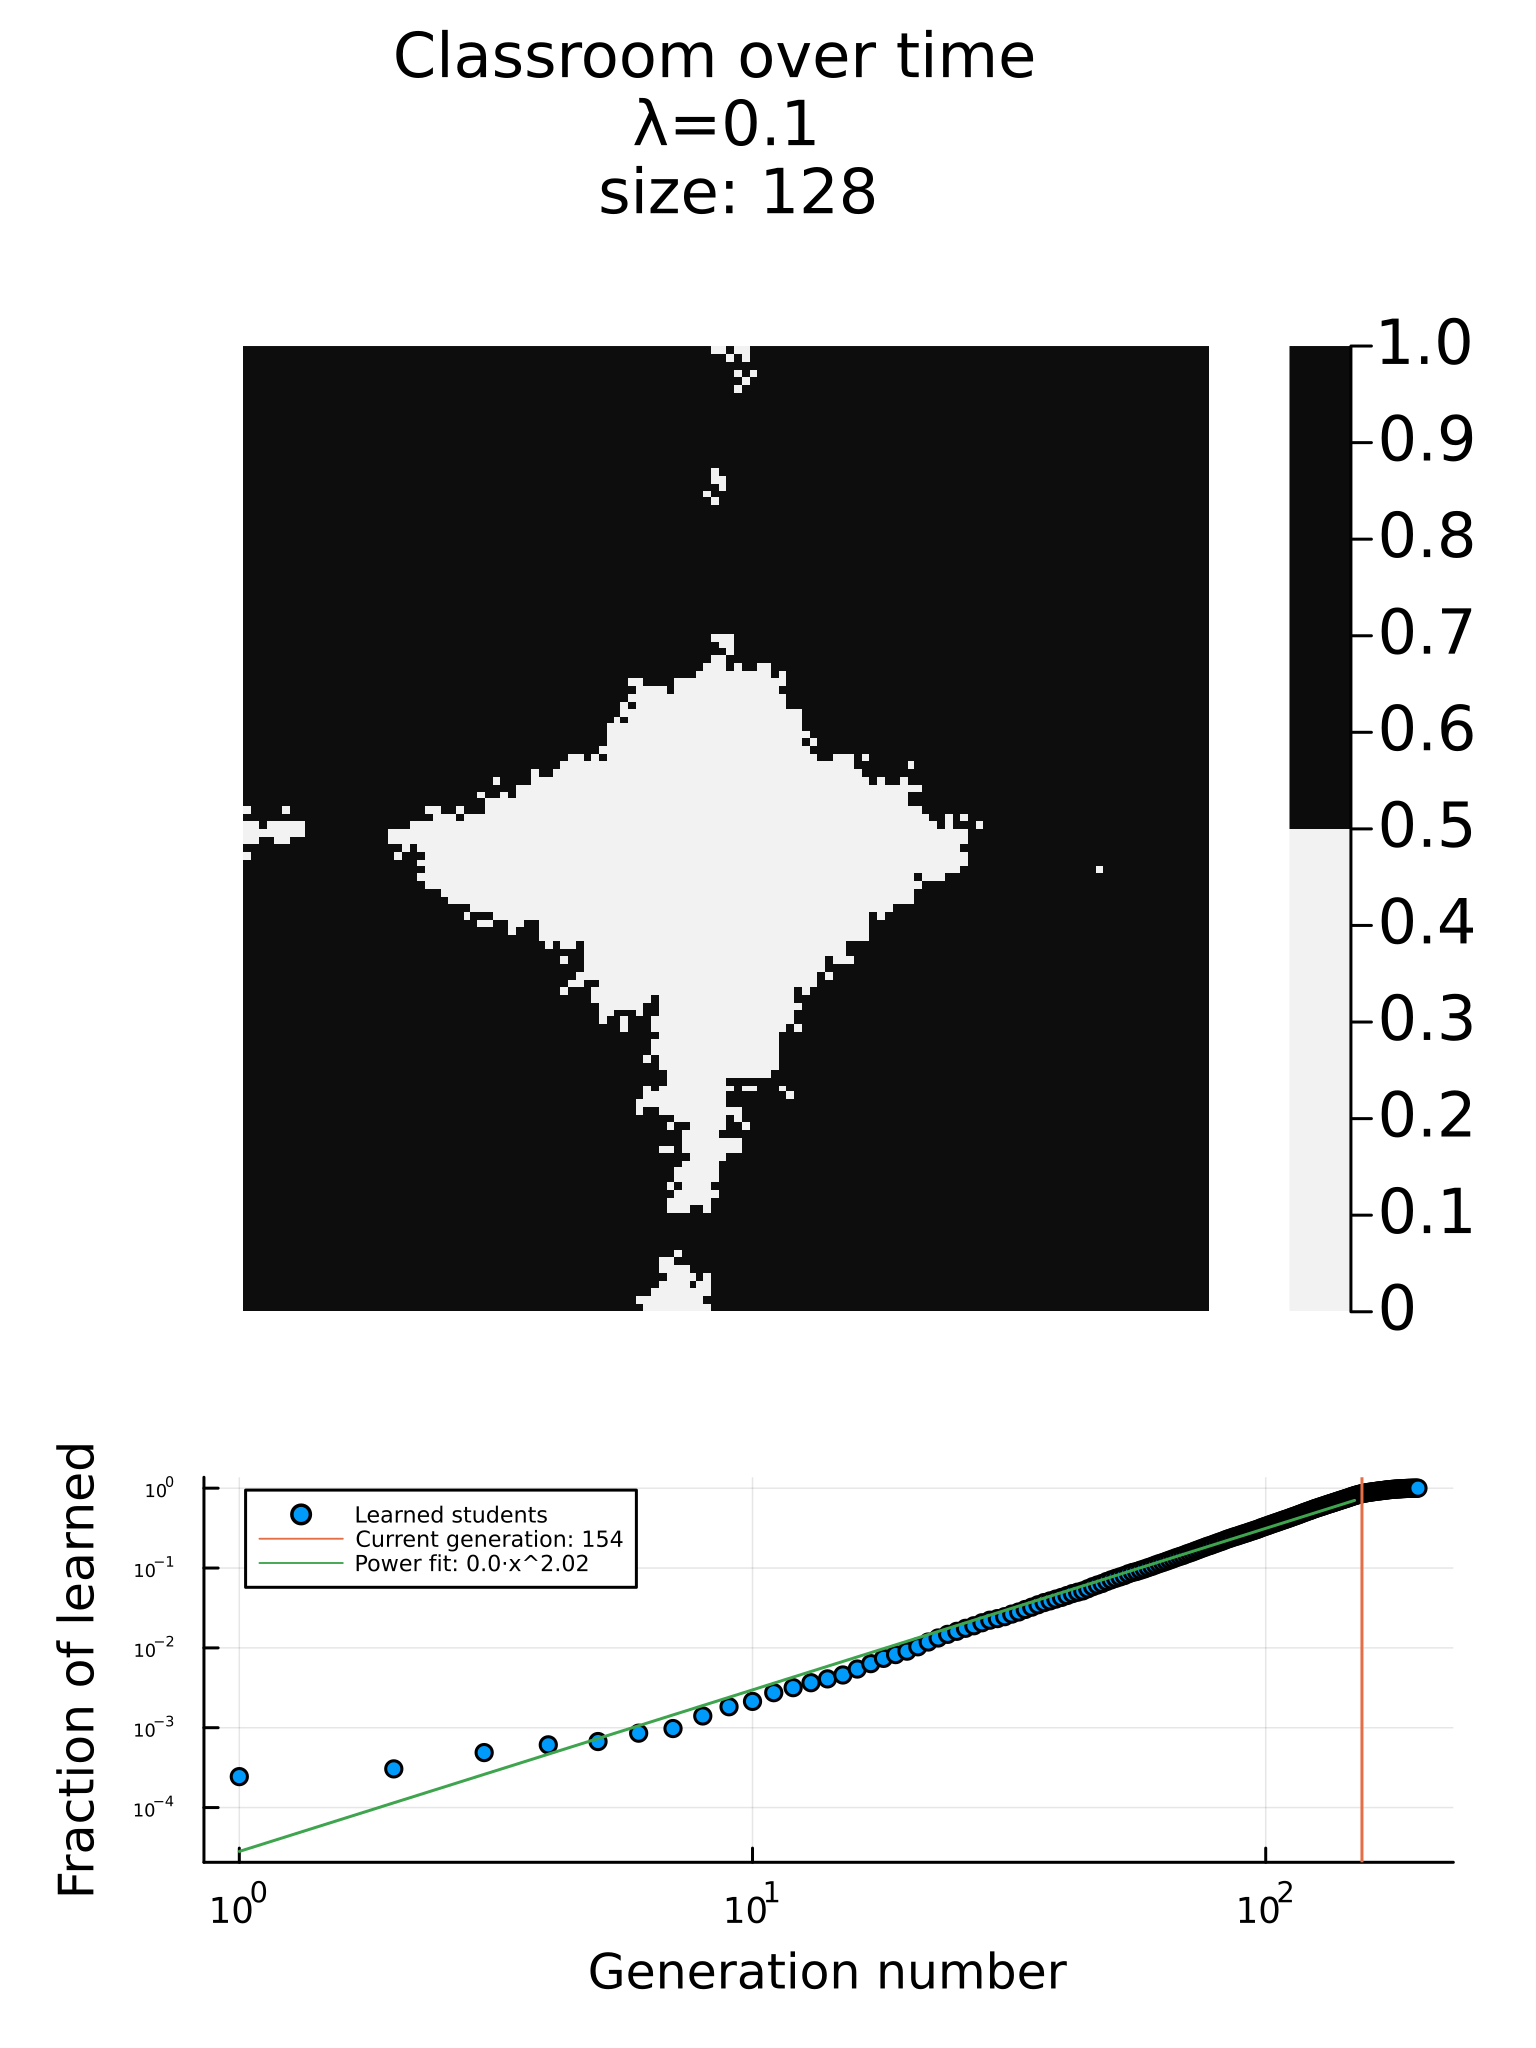 Classroom over time
λ=0.1
size: 128
1.0
0.9
0.8
0.7
0.6
0.5
0.4
0.3
0.2
0.1
0
Fraction of learned
10^0
10^-1
10^-2
10^-3
10^-4
Learned students
Current generation: 154
Power fit: 0.0·x^2.02
10^0 10^1 10^2
Generation number